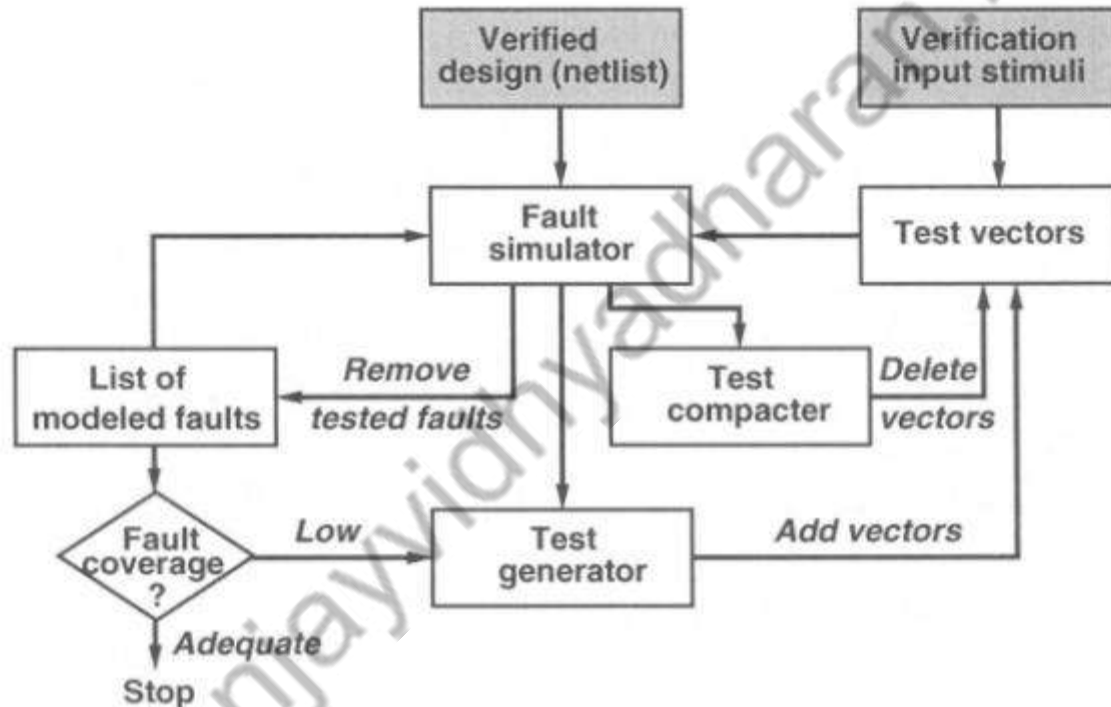 Verified
design (netlist)
Verification
input stimuli
Fault
simulator
Test vectors
List of
modeled faults
Remove
tested faults
Test
compacter
Delete
vectors
Fault
coverage
?
Low
Test
generator
Add vectors
Adequate
Stop
njayvidhyadharan.